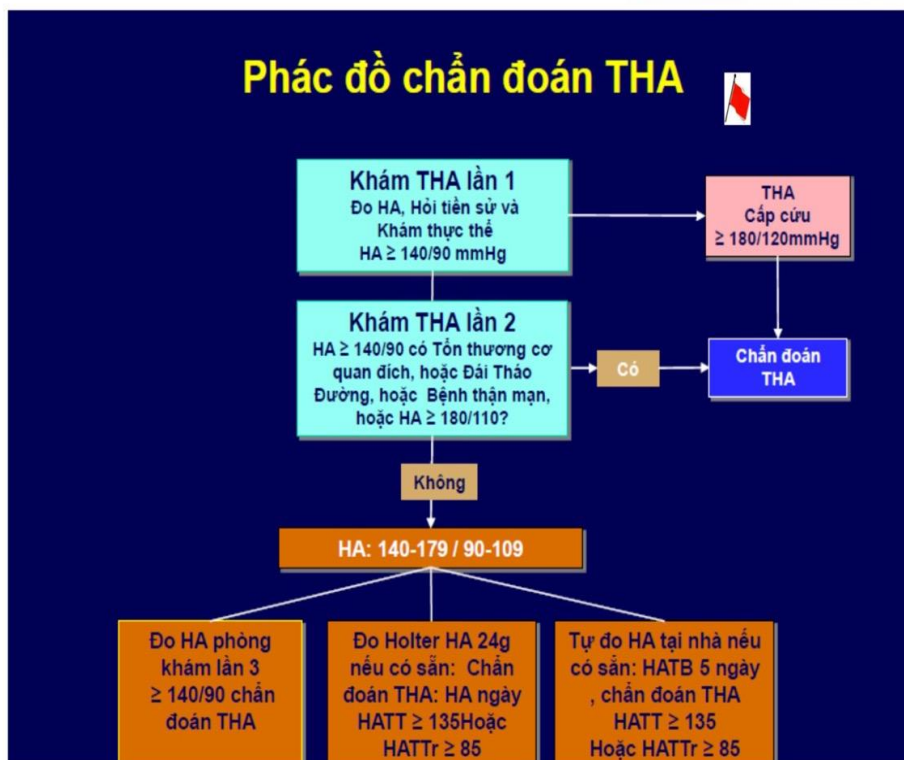 Phác đồ chẩn đoán THA
Khám THA lần 1
Đo HA, Hỏi tiền sử và
Khám thực thể
HA ≥ 140/90 mmHg
THA
Cấp cứu
≥ 180/120mmHg
Khám THA lần 2
HA ≥ 140/90 có Tổn thương cơ
quan đích, hoặc Đái Tháo
Đường, hoặc Bệnh thận mạn,
hoặc HA ≥ 180/110?
Có
Chẩn đoán
THA
Không
HA: 140-179 / 90-109
Đo HA phòng
khám lần 3
≥ 140/90 chẩn
đoán THA
Đo Holter HA 24g
nếu có sẵn: Chẩn
đoán THA: HA ngày
HATT ≥ 135Hoặc
HATTr ≥ 85
Tự đo HA tại nhà nếu
có sẵn: HATB 5 ngày
, chẩn đoán THA
HATT ≥ 135
Hoặc HATTr ≥ 85